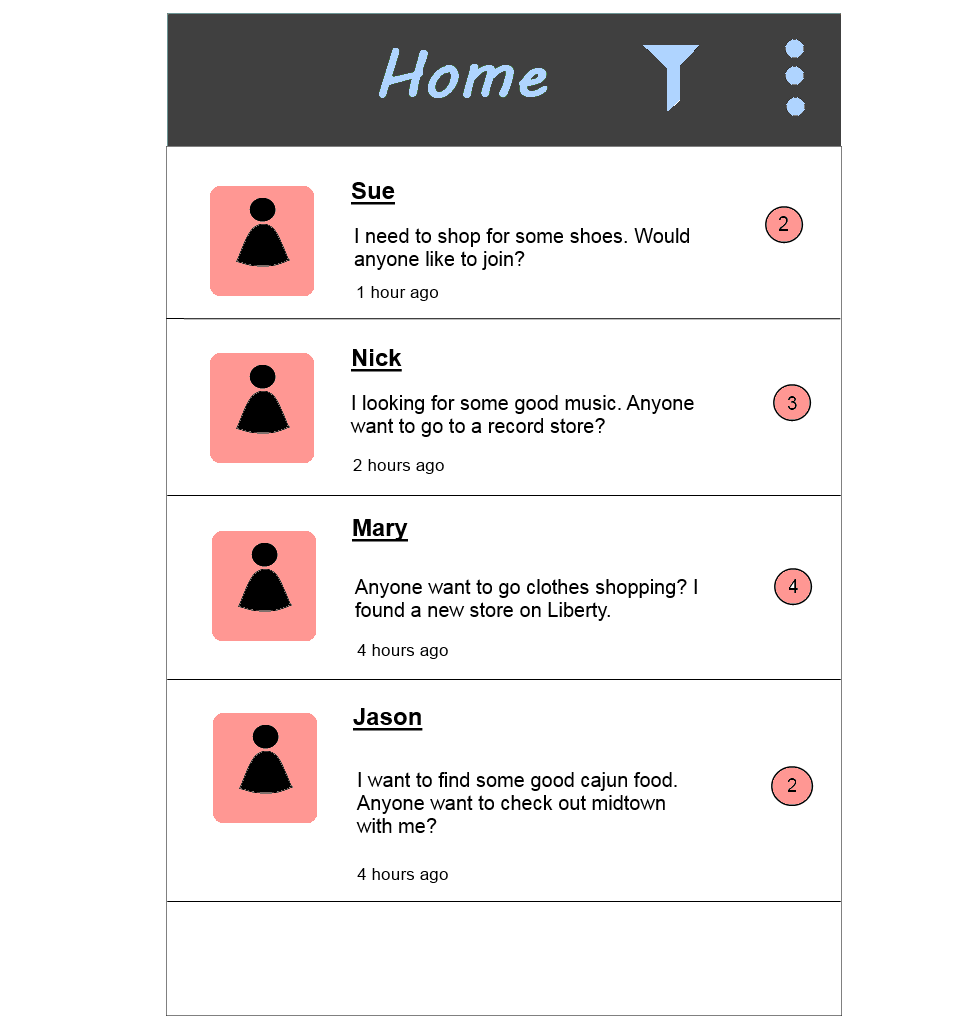 Home
Sue
I need to shop for some shoes. Would
anyone like to join?
2
1 hour ago
Nick
I looking for some good music. Anyone
want to go to a record store?
3
2 hours ago
Mary
Anyone want to go clothes shopping? I
found a new store on Liberty.
4
4 hours ago
Jason
I want to find some good cajun food.
Anyone want to check out midtown
with me?
2
4 hours ago